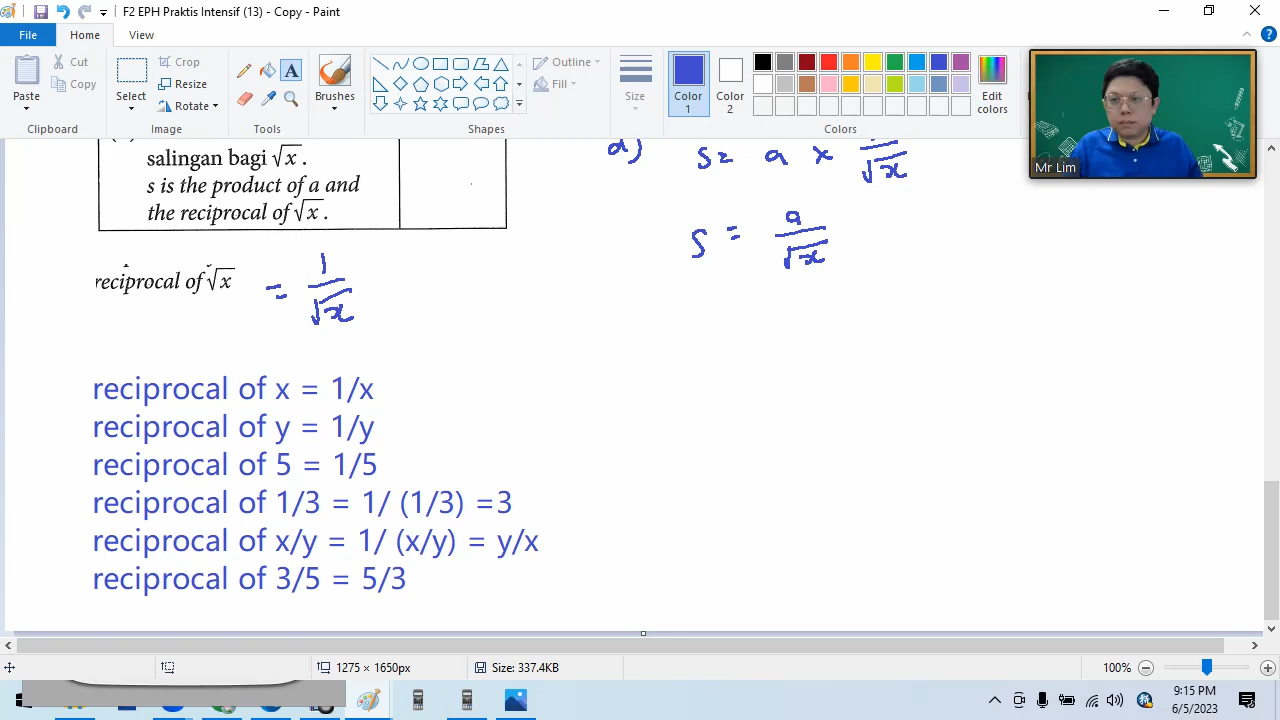 F2 EPH Praktis Intensif (13) - Copy - Paint
File Home View
Paste Cut Copy Clipboard
Select Crop Resize Rotate Image
Tools
Brushes
Shapes Outline Fill
Size
Color 1 Color 2
Edit colors
Colors
Mr Lim
salingan bagi √x.
s is the product of a and
the reciprocal of √x.
d) s = a × 1/√x
s = a/√x
reciprocal of √x = 1/√x
reciprocal of x = 1/x
reciprocal of y = 1/y
reciprocal of 5 = 1/5
reciprocal of 1/3 = 1/ (1/3) =3
reciprocal of x/y = 1/ (x/y) = y/x
reciprocal of 3/5 = 5/3
1275 × 1650px
Size: 337.4KB
100%
9:15 PM
6/5/2023